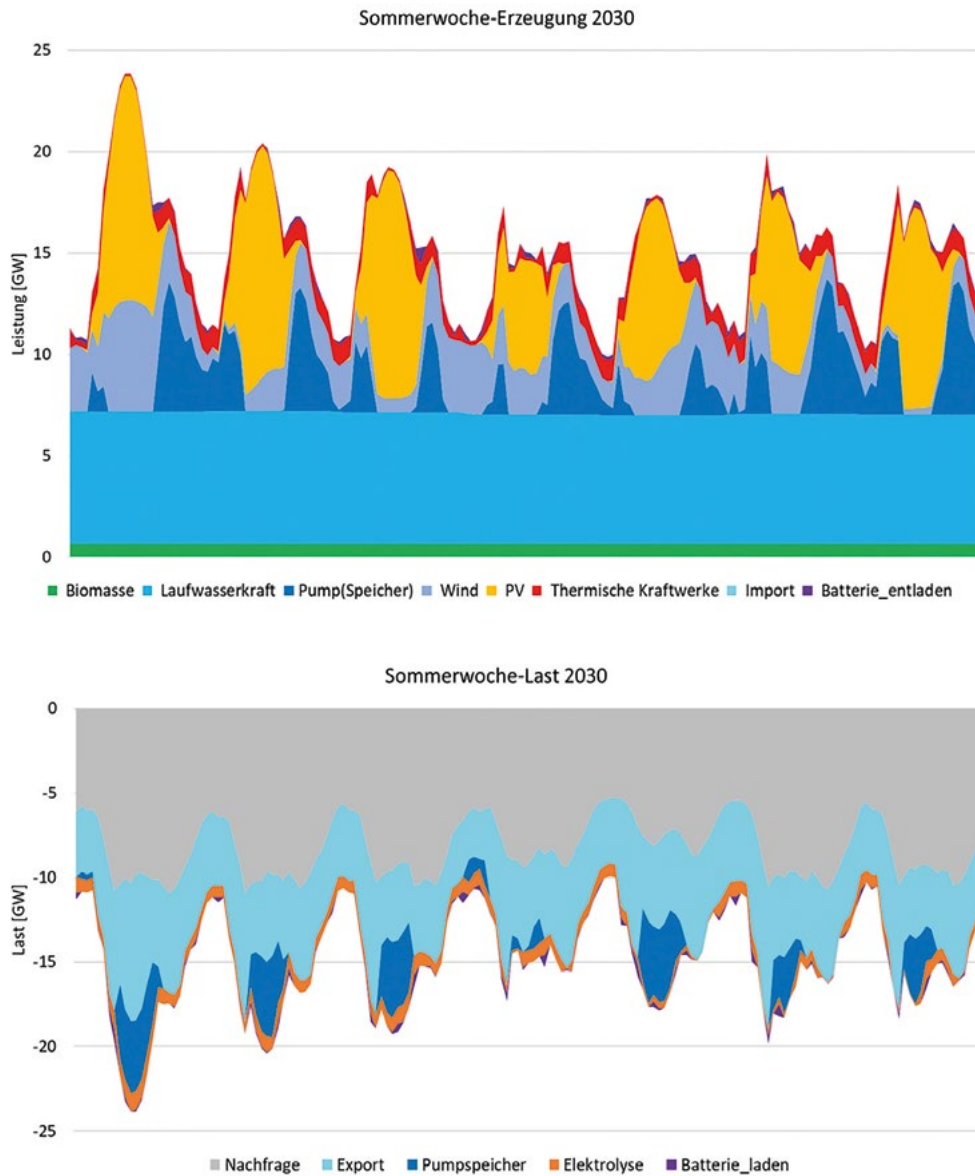 Sommerwoche-Erzeugung 2030
25
20
15
10
5
0
Leistung [GW]
Biomasse Laufwasserkraft Pump(Speicher) Wind PV Thermische Kraftwerke Import Batterie_entladen
Sommerwoche-Last 2030
0
-5
-10
-15
-20
-25
Last [GW]
Nachfrage Export Pumpspeicher Elektrolyse Batterie_laden